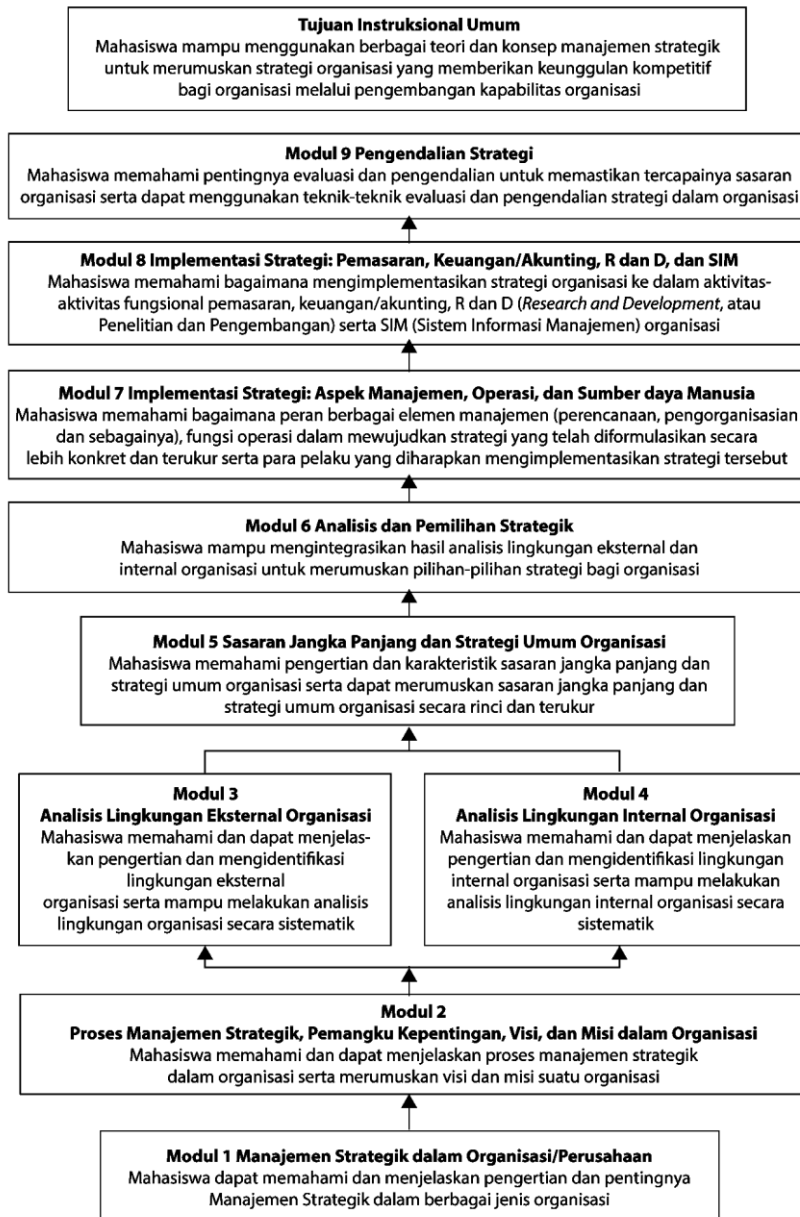 Tujuan Instruksional Umum
Mahasiswa mampu menggunakan berbagai teori dan konsep manajemen strategik
untuk merumuskan strategi organisasi yang memberikan keunggulan kompetitif
bagi organisasi melalui pengembangan kapabilitas organisasi
Modul 9 Pengendalian Strategi
Mahasiswa memahami pentingnya evaluasi dan pengendalian untuk memastikan tercapainya sasaran
organisasi serta dapat menggunakan teknik-teknik evaluasi dan pengendalian strategi dalam organisasi
Modul 8 Implementasi Strategi: Pemasaran, Keuangan/Akunting, R dan D, dan SIM
Mahasiswa memahami bagaimana mengimplementasikan strategi organisasi ke dalam aktivitas-
aktivitas fungsional pemasaran, keuangan/akunting, R dan D (Research and Development, atau
Penelitian dan Pengembangan) serta SIM (Sistem Informasi Manajemen) organisasi
Modul 7 Implementasi Strategi: Aspek Manajemen, Operasi, dan Sumber daya Manusia
Mahasiswa memahami bagaimana peran berbagai elemen manajemen (perencanaan, pengorganisasian
dan sebagainya), fungsi operasi dalam mewujudkan strategi yang telah diformulasikan secara
lebih konkret dan terukur serta para pelaku yang diharapkan mengimplementasikan strategi tersebut
Modul 6 Analisis dan Pemilihan Strategik
Mahasiswa mampu mengintegrasikan hasil analisis lingkungan eksternal dan
internal organisasi untuk merumuskan pilihan-pilihan strategi bagi organisasi
Modul 5 Sasaran Jangka Panjang dan Strategi Umum Organisasi
Mahasiswa memahami pengertian dan karakteristik sasaran jangka panjang dan
strategi umum organisasi serta dapat merumuskan sasaran jangka panjang dan
strategi umum organisasi secara rinci dan terukur
Modul 3
Analisis Lingkungan Eksternal Organisasi
Mahasiswa memahami dan dapat menjelas-
kan pengertian dan mengidentifikasi
lingkungan eksternal
organisasi serta mampu melakukan analisis
lingkungan organisasi secara sistematik
Modul 4
Analisis Lingkungan Internal Organisasi
Mahasiswa memahami dan dapat menjelaskan
pengertian dan mengidentifikasi lingkungan
internal organisasi serta mampu melakukan
analisis lingkungan internal organisasi secara
sistematik
Modul 2
Proses Manajemen Strategik, Pemangku Kepentingan, Visi, dan Misi dalam Organisasi
Mahasiswa memahami dan dapat menjelaskan proses manajemen strategik
dalam organisasi serta merumuskan visi dan misi suatu organisasi
Modul 1 Manajemen Strategik dalam Organisasi/Perusahaan
Mahasiswa dapat memahami dan menjelaskan pengertian dan pentingnya
Manajemen Strategik dalam berbagai jenis organisasi